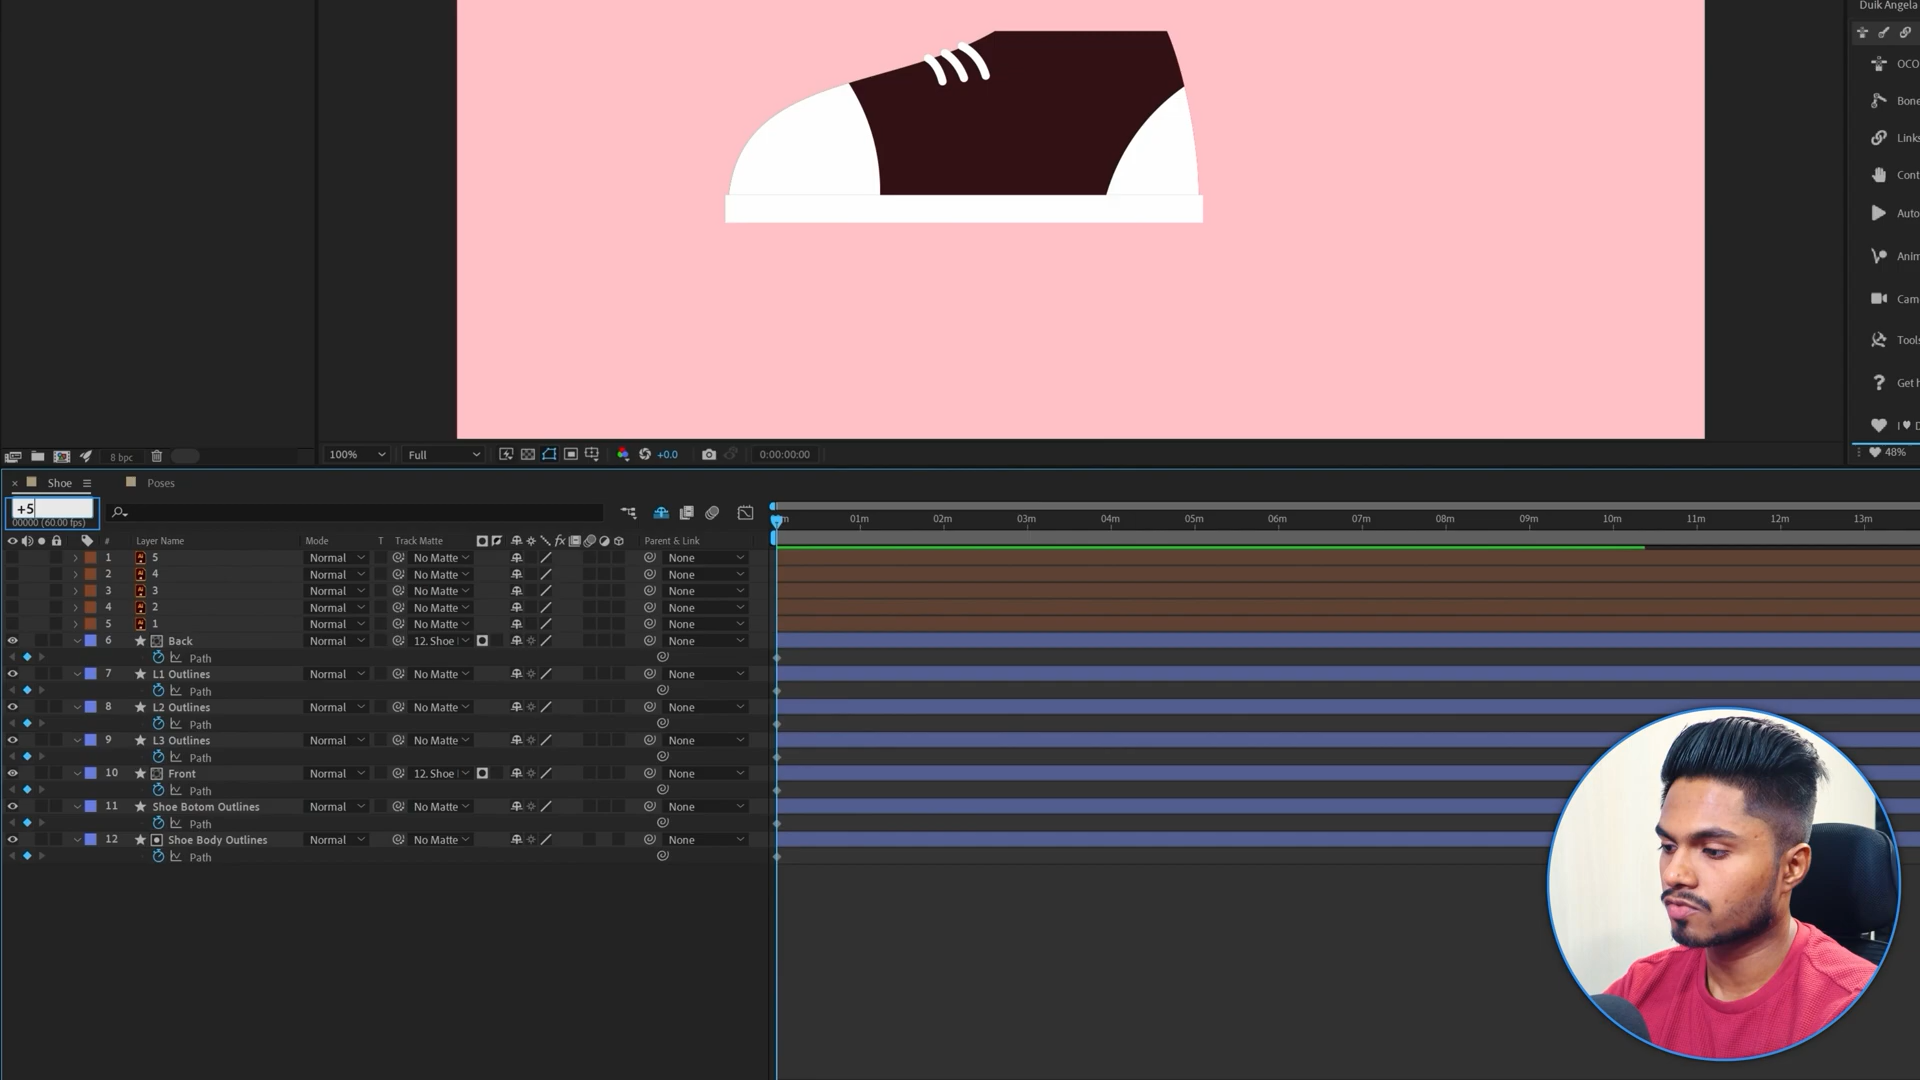 Duik Angela
OCO
Bone
Links
Cont
Auto
Anim
Cam
Tools
Get h
I ♥ D
48%
8 bpc
100%
Full
+0.0
0:00:00:00
× Shoe
Poses
+5
00000 (60.00 fps)
01m 02m 03m 04m 05m 06m 07m 08m 09m 10m 11m 12m 13m
# Layer Name Mode T Track Matte fx Parent & Link
1 Ai 5 Normal No Matte None
2 Ai 4 Normal No Matte None
3 Ai 3 Normal No Matte None
4 Ai 2 Normal No Matte None
5 Ai 1 Normal No Matte None
6 Back Normal 12. Shoe None
Path
7 L1 Outlines Normal No Matte None
Path
8 L2 Outlines Normal No Matte None
Path
9 L3 Outlines Normal No Matte None
Path
10 Front Normal 12. Shoe None
Path
11 Shoe Botom Outlines Normal No Matte None
Path
12 Shoe Body Outlines Normal No Matte None
Path